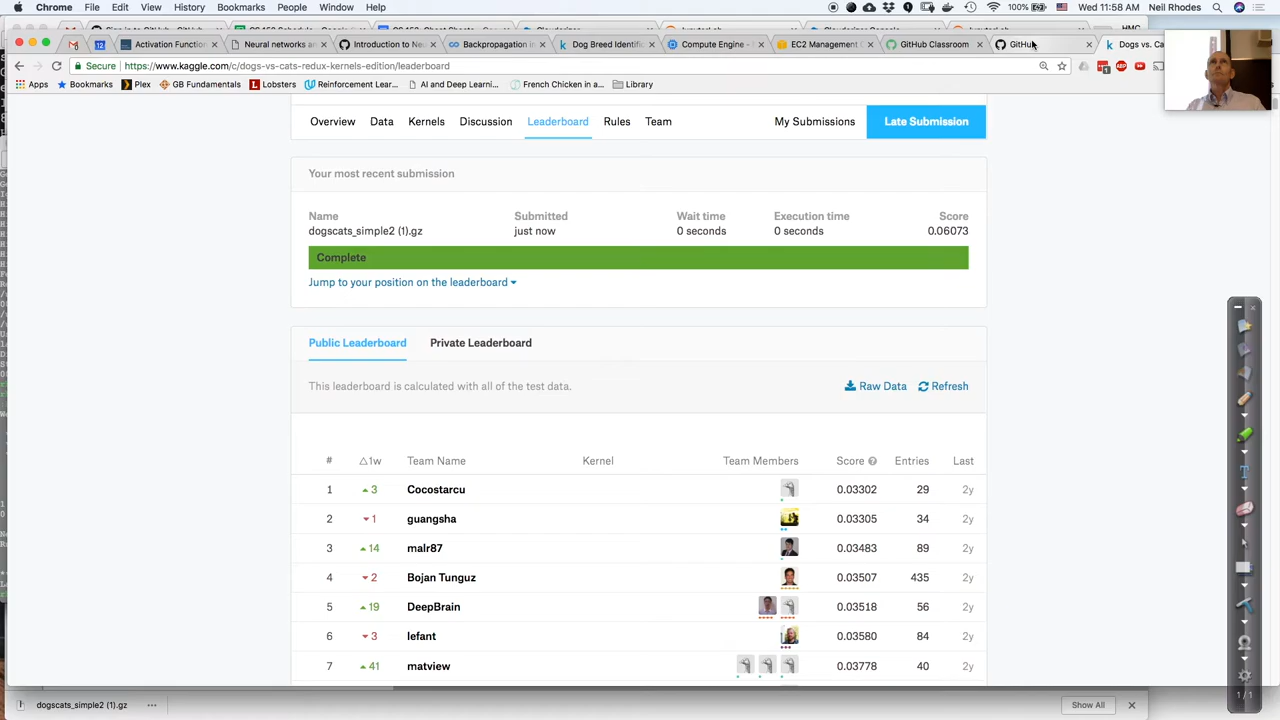 Chrome File Edit View History Bookmarks People Window Help 100% Wed 11:58 AM Neil Rhodes
12 Activation Functi Neural networks an Introduction to Neu Backpropagation in Dog Breed Identific Compute Engine - EC2 Management C GitHub Classroom GitHub Dogs vs. Ca
Secure https://www.kaggle.com/c/dogs-vs-cats-redux-kernels-edition/leaderboard
Apps Bookmarks Plex GB Fundamentals Lobsters Reinforcement Lear... AI and Deep Learni... French Chicken in a... Library
Overview Data Kernels Discussion Leaderboard Rules Team My Submissions Late Submission
Your most recent submission
Name Submitted Wait time Execution time Score
dogscats_simple2 (1).gz just now 0 seconds 0 seconds 0.06073
Complete
Jump to your position on the leaderboard
Public Leaderboard Private Leaderboard
This leaderboard is calculated with all of the test data. Raw Data Refresh
# △1w Team Name Kernel Team Members Score Entries Last
1 3 Cocostarcu 0.03302 29 2y
2 1 guangsha 0.03305 34 2y
3 14 malr87 0.03483 89 2y
4 2 Bojan Tunguz 0.03507 435 2y
5 19 DeepBrain 0.03518 56 2y
6 3 lefant 0.03580 84 2y
7 41 matview 0.03778 40 2y
1 / 1
dogscats_simple2 (1).gz Show All